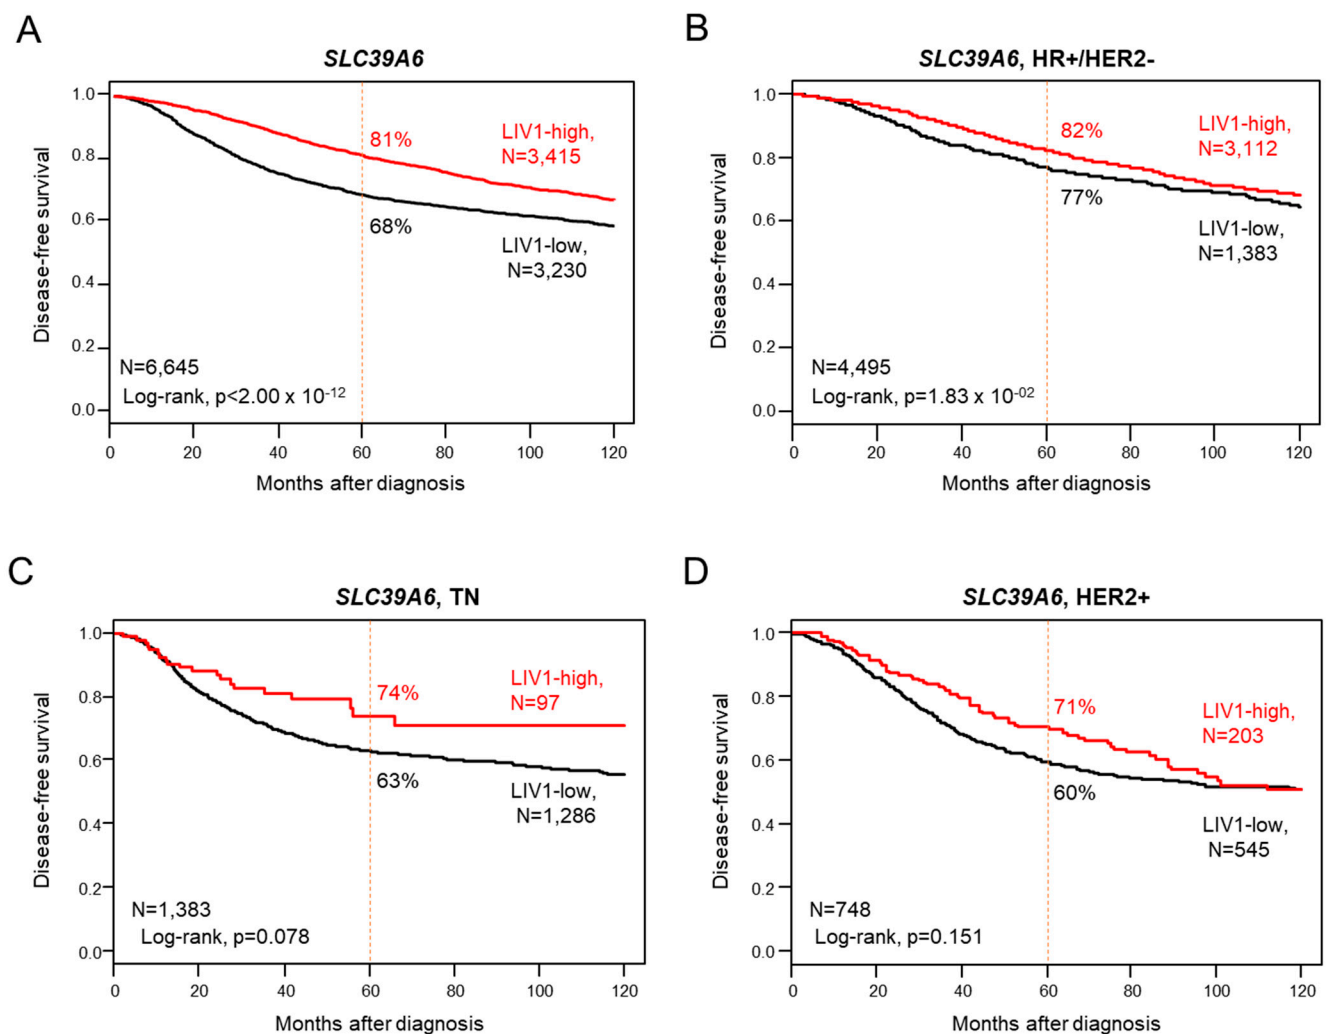 A
SLC39A6
Disease-free survival
1.0
0.8
0.6
0.4
0.2
0.0
81%
68%
LIV1-high,
N=3,415
LIV1-low,
N=3,230
N=6,645
Log-rank, p<2.00 x 10-12
0 20 40 60 80 100 120
Months after diagnosis
B
SLC39A6, HR+/HER2-
Disease-free survival
1.0
0.8
0.6
0.4
0.2
0.0
82%
77%
LIV1-high,
N=3,112
LIV1-low,
N=1,383
N=4,495
Log-rank, p=1.83 x 10-02
0 20 40 60 80 100 120
Months after diagnosis
C
SLC39A6, TN
Disease-free survival
1.0
0.8
0.6
0.4
0.2
0.0
74%
63%
LIV1-high,
N=97
LIV1-low,
N=1,286
N=1,383
Log-rank, p=0.078
0 20 40 60 80 100 120
Months after diagnosis
D
SLC39A6, HER2+
Disease-free survival
1.0
0.8
0.6
0.4
0.2
0.0
71%
60%
LIV1-high,
N=203
LIV1-low,
N=545
N=748
Log-rank, p=0.151
0 20 40 60 80 100 120
Months after diagnosis